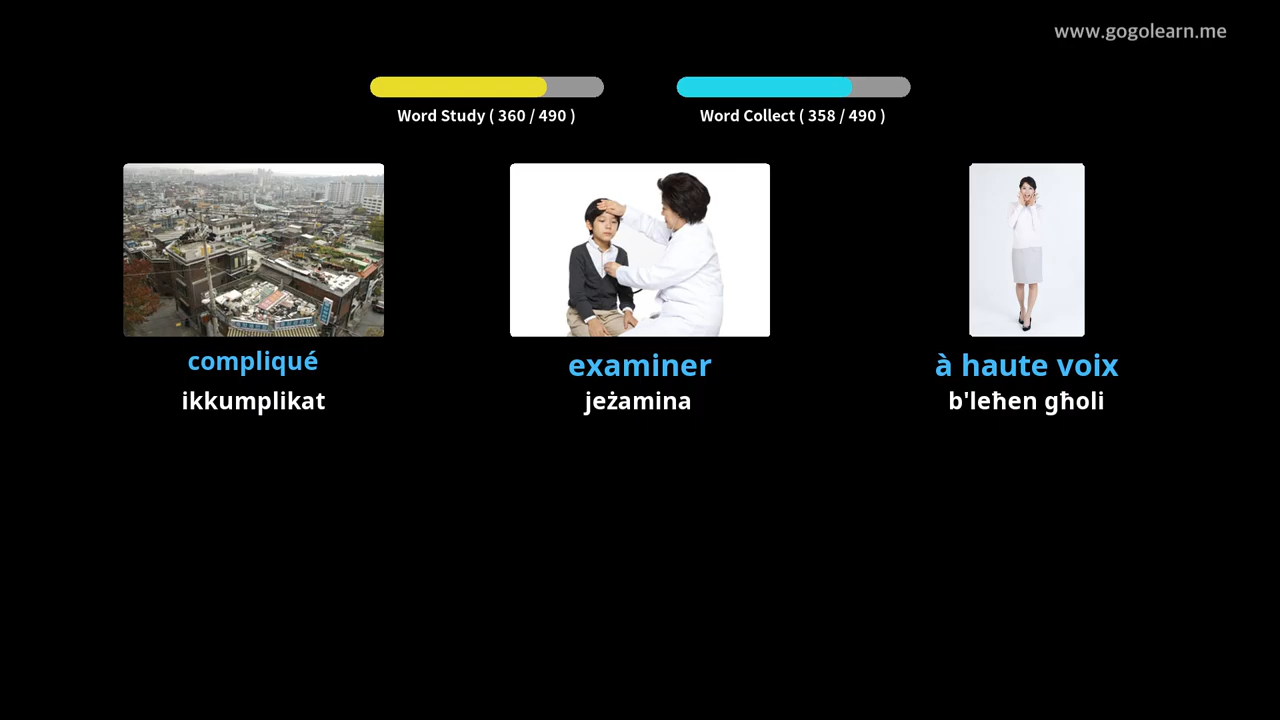 www.gogolearn.me
Word Study ( 360 / 490 )
Word Collect ( 358 / 490 )
compliqué
examiner
à haute voix
ikkumplikat
jeżamina
b'leħen għoli